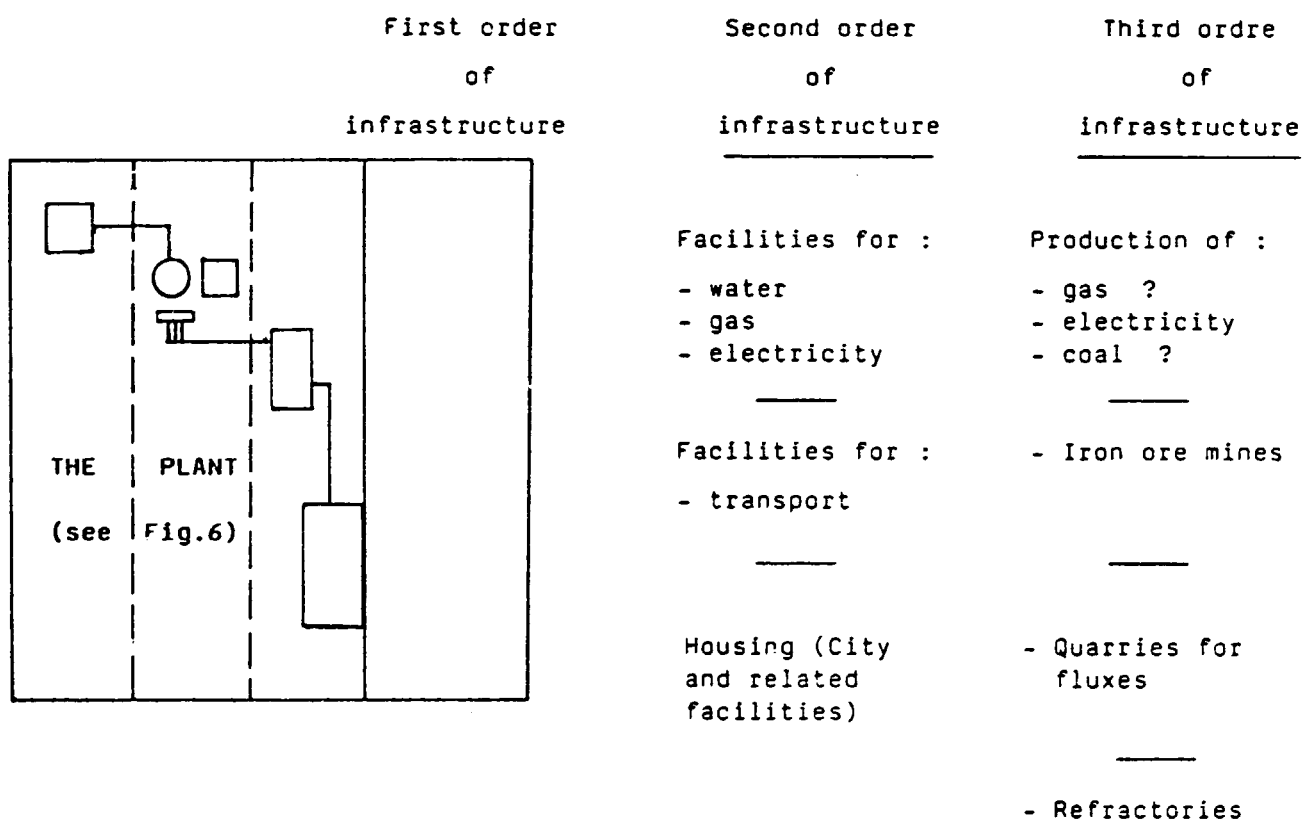 First order
of
infrastructure
Second order
of
infrastructure
Third ordre
of
infrastructure
THE PLANT
(see Fig.6)
Facilities for :
- water
- gas
- electricity
Facilities for :
- transport
Housing (City
and related
facilities)
Production of :
- gas ?
- electricity
- coal ?
- Iron ore mines
- Quarries for
fluxes
- Refractories